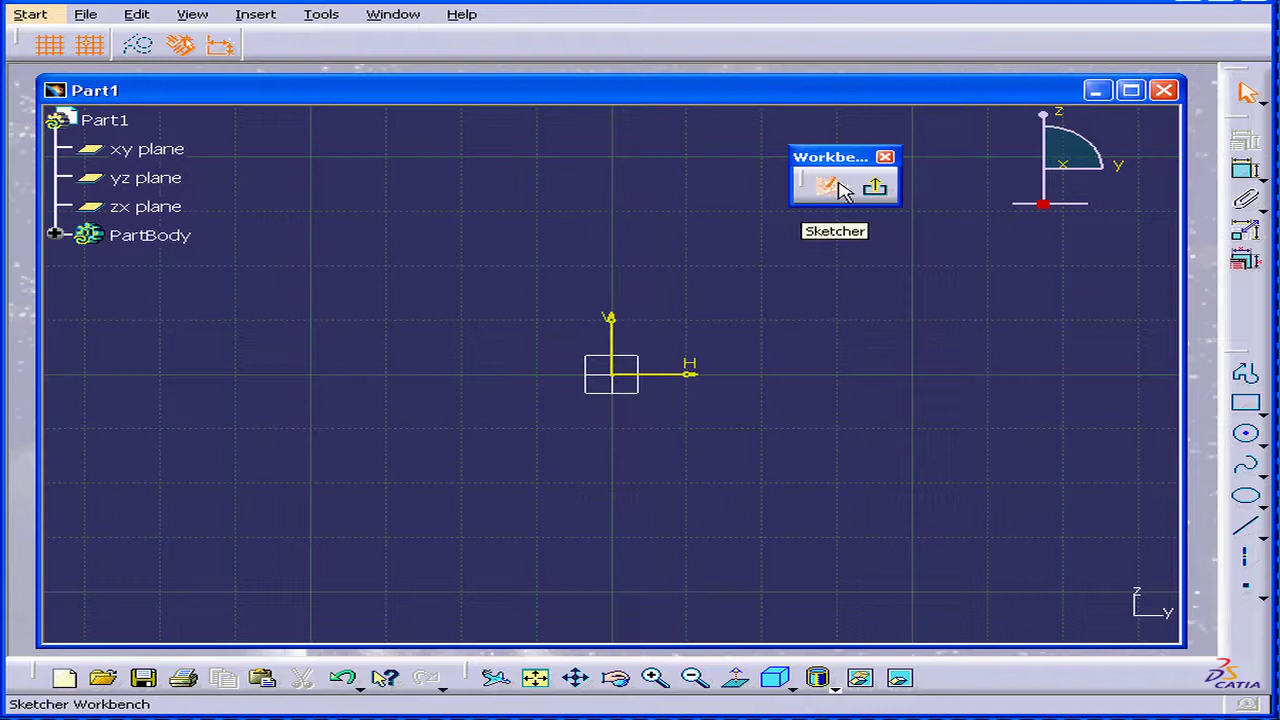 Start File Edit View Insert Tools Window Help
Part1
Part1
xy plane
yz plane
zx plane
PartBody
Workbe...
Sketcher
z
x
y
V
H
z
y
DS CATIA
Sketcher Workbench